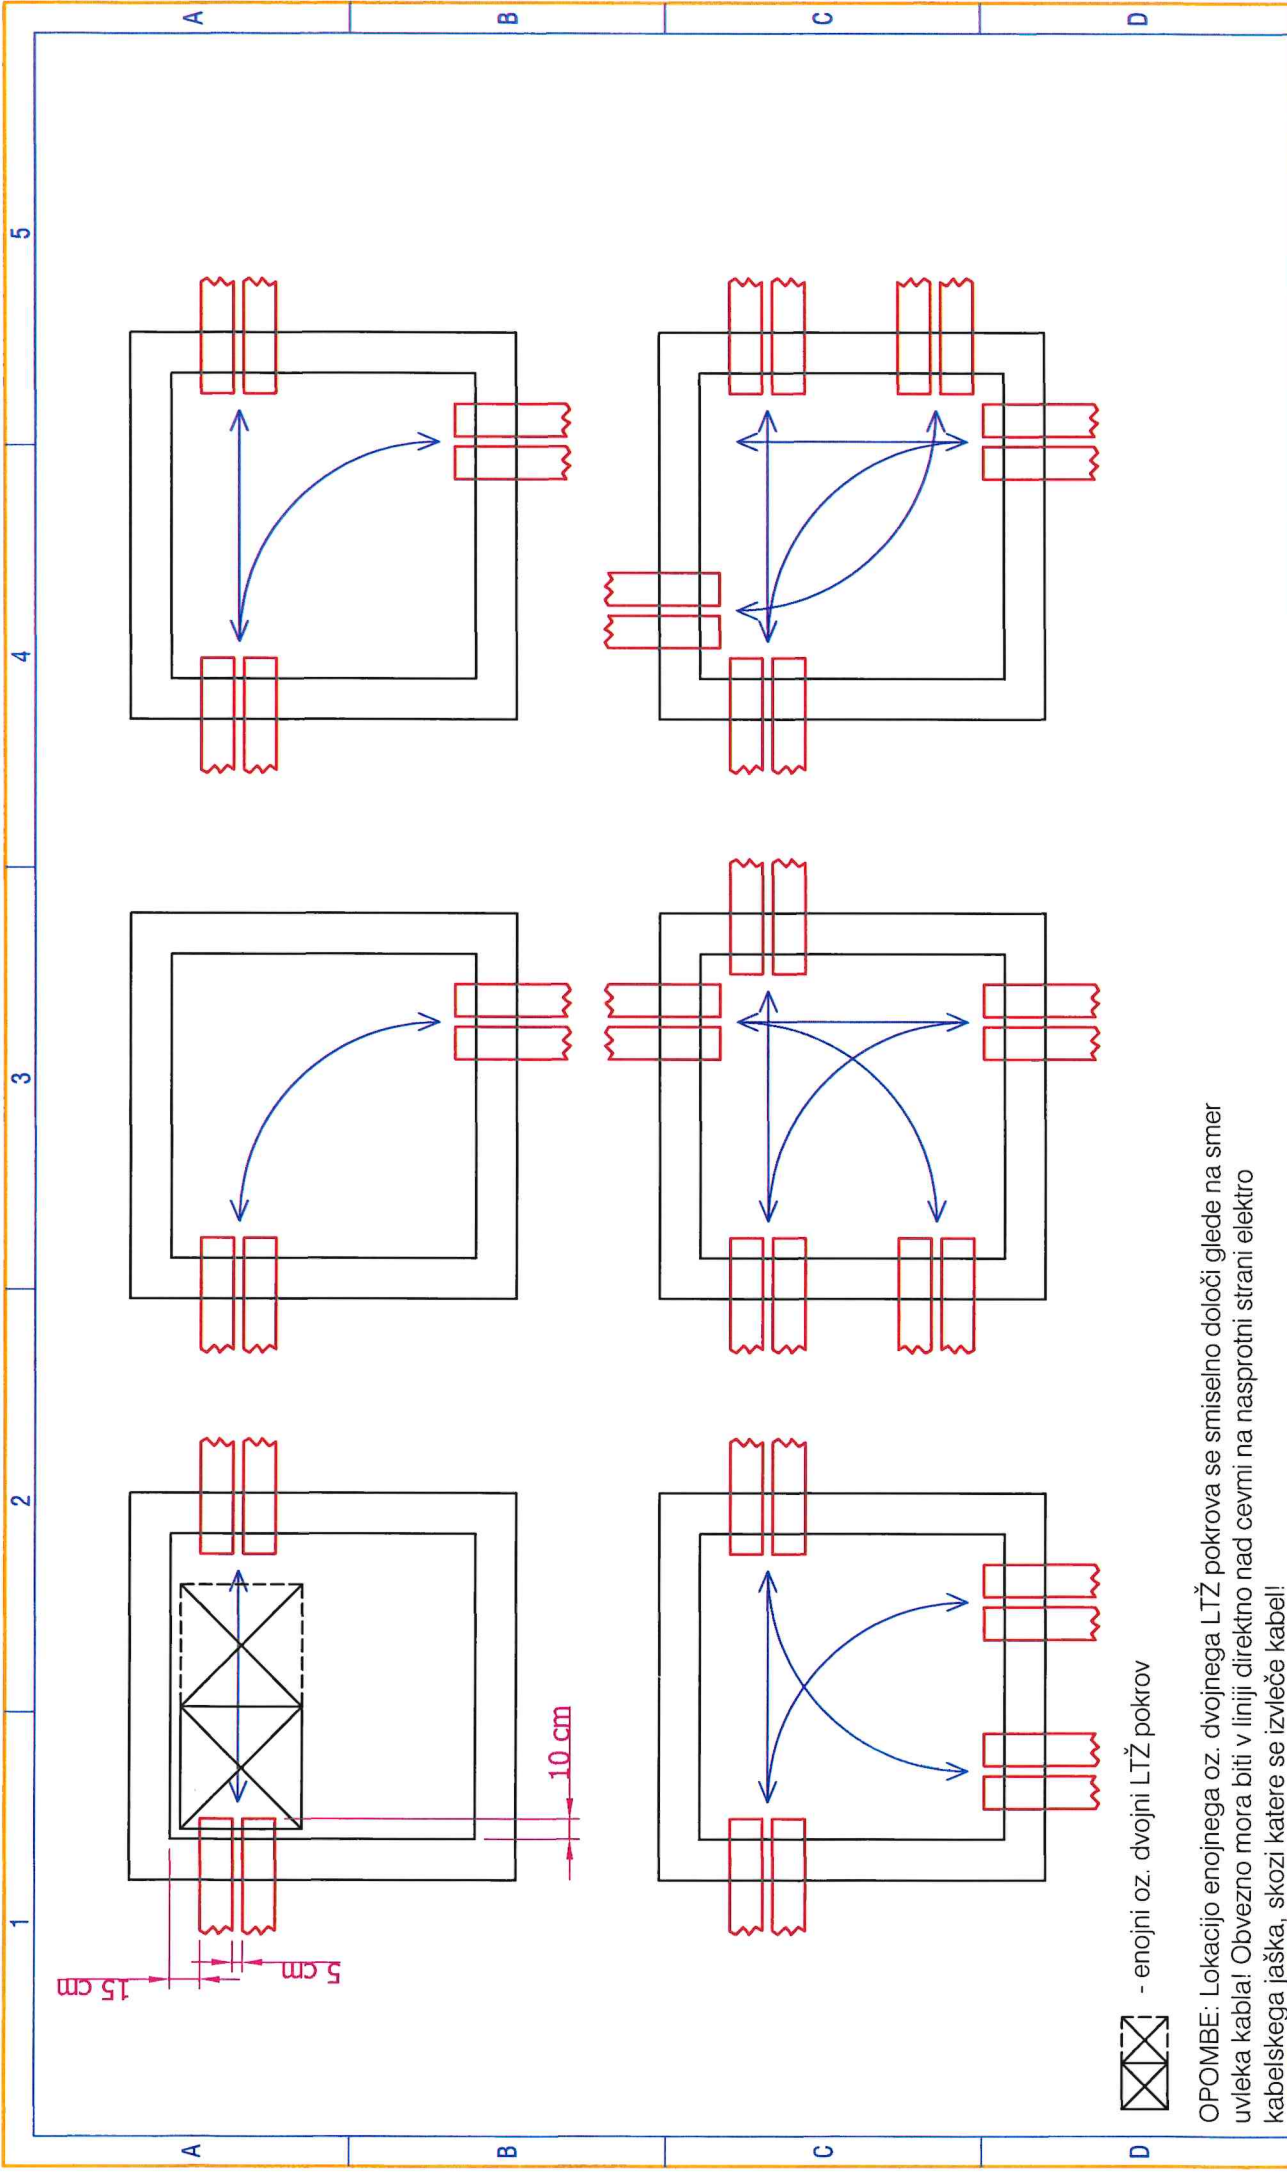 1 2 3 4 5
A A
B B
C C
D D
15 cm
5 cm
10 cm
- enojni oz. dvojni LTŽ pokrov
OPOMBE: Lokacijo enojnega oz. dvojnega LTŽ pokrova se smiselno določi glede na smer
uvleka kabla! Obvezno mora biti v liniji direktno nad cevmi na nasprotni strani elektro
kabelskega jaška, skozi katere se izvleče kabel!